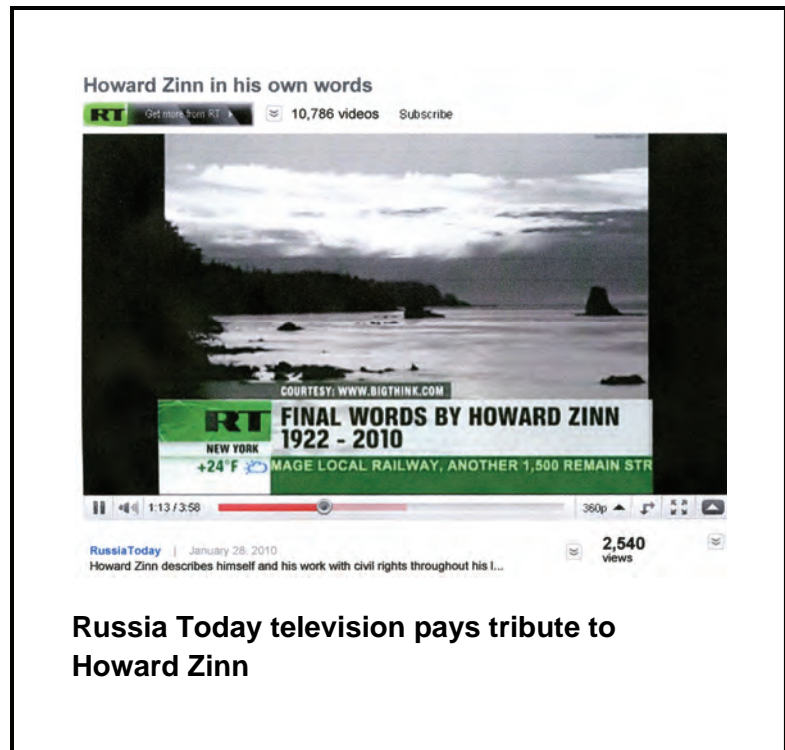 Howard Zinn in his own words
RT Get more from RT 10,786 videos Subscribe
COURTESY: WWW.BIGTHINK.COM
RT FINAL WORDS BY HOWARD ZINN
1922 - 2010
NEW YORK
+24°F MAGE LOCAL RAILWAY, ANOTHER 1,500 REMAIN STR
1:13 / 3:58 360p
RussiaToday | January 28, 2010 2,540
views
Howard Zinn describes himself and his work with civil rights throughout his l...
Russia Today television pays tribute to
Howard Zinn